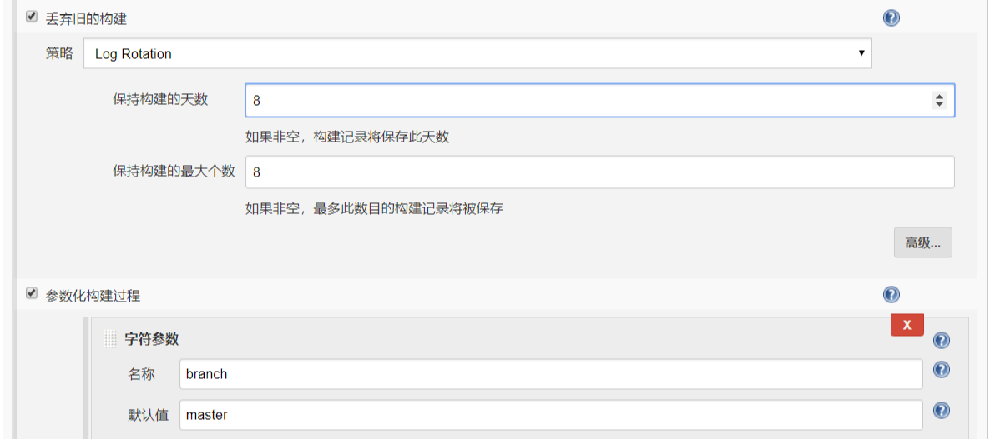 丢弃旧的构建
策略 Log Rotation
保持构建的天数 8
如果非空，构建记录将保存此天数
保持构建的最大个数 8
如果非空，最多此数目的构建记录将被保存
高级...
参数化构建过程
X
字符参数
名称 branch
默认值 master